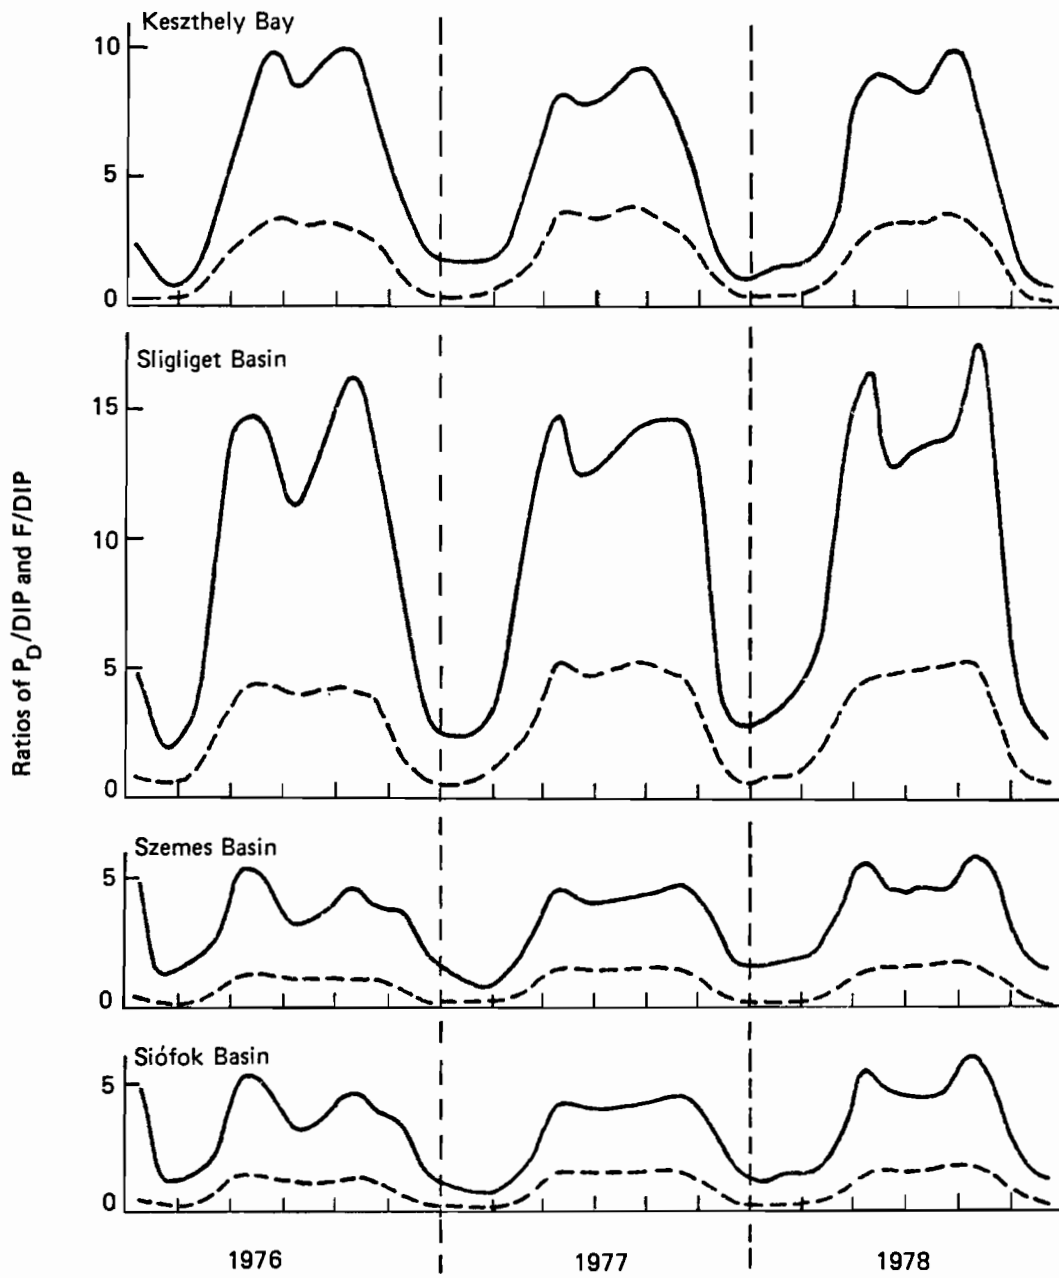 Keszthely Bay
10
5
0
Sligliget Basin
15
10
5
0
Szemes Basin
5
0
Siófok Basin
5
0
Ratios of P_D/DIP and F/DIP
1976
1977
1978